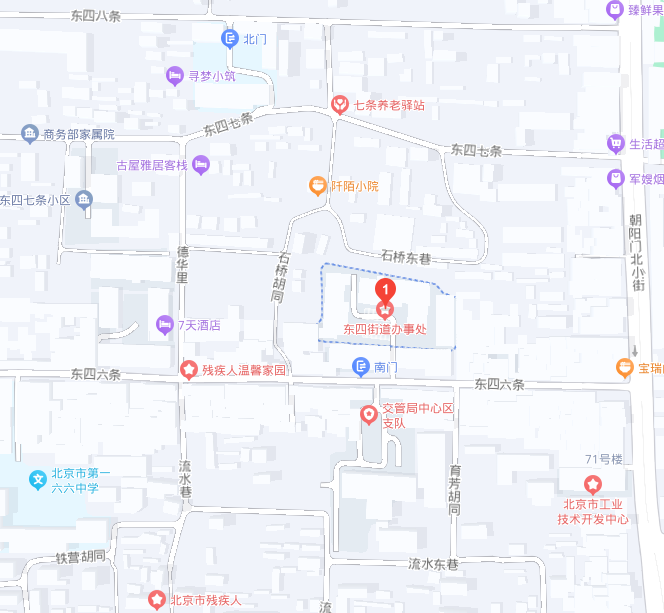 东四八条
臻鲜果
北门
寻梦小筑
七条养老驿站
东四七条
商务部家属院
东四七条
生活超
古屋雅居客栈
军嫂烟
阡陌小院
东四七条小区
朝阳门北小街
德华里
石桥胡同
石桥东巷
1
7天酒店
东四街道办事处
东四六条
残疾人温馨家园
南门
东四六条
宝瑞
交管局中心区
支队
71号楼
流水巷
育芳胡同
北京市第一
六六中学
北京市工业
技术开发中心
铁营胡同
流水东巷
北京市残疾人
流